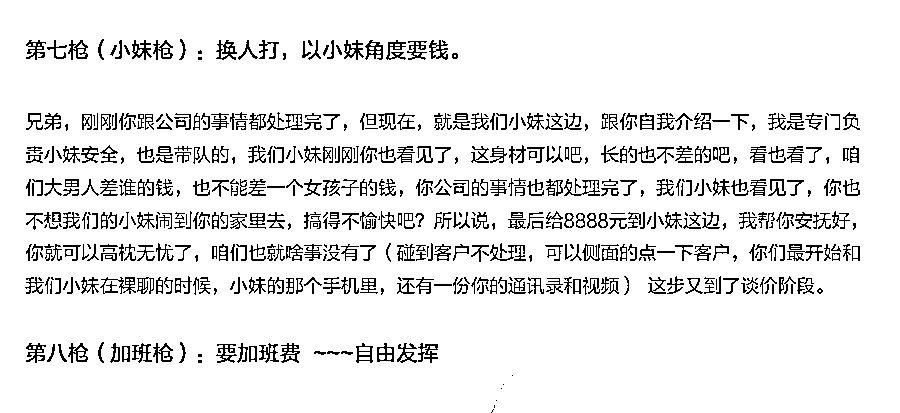 第七枪（小妹枪）：换人打，以小妹角度要钱。
兄弟，刚刚你跟公司的事情都处理完了，但现在，就是我们小妹这边，跟你自我介绍一下，我是专门负
责小妹安全，也是带队的，我们小妹刚刚你也看见了，这身材可以吧，长的也不差的吧，看也看了，咱
们大男人差谁的钱，也不能差一个女孩子的钱，你公司的事情也都处理完了，我们小妹也看见了，你也
不想我们的小妹闹到你的家里去，搞得不愉快吧？所以说，最后给8888元到小妹这边，我帮你安抚好，
你就可以高枕无忧了，咱们也就啥事没有了（碰到客户不处理，可以侧面的点一下客户，你们最开始和
我们小妹在裸聊的时候，小妹的那个手机里，还有一份你的通讯录和视频） 这步又到了谈价阶段。
第八枪（加班枪）：要加班费 ~~~自由发挥